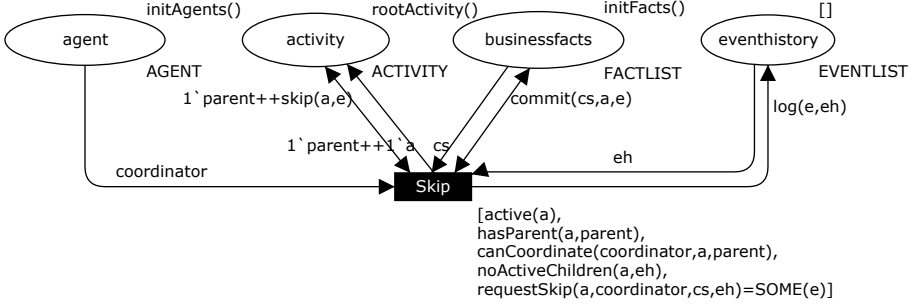 initAgents()
rootActivity()
initFacts()
[]
agent
activity
businessfacts
eventhistory
AGENT
ACTIVITY
FACTLIST
EVENTLIST
1`parent++skip(a,e)
commit(cs,a,e)
log(e,eh)
1`parent++1`a
cs
eh
coordinator
Skip
[active(a),
hasParent(a,parent),
canCoordinate(coordinator,a,parent),
noActiveChildren(a,eh),
requestSkip(a,coordinator,cs,eh)=SOME(e)]